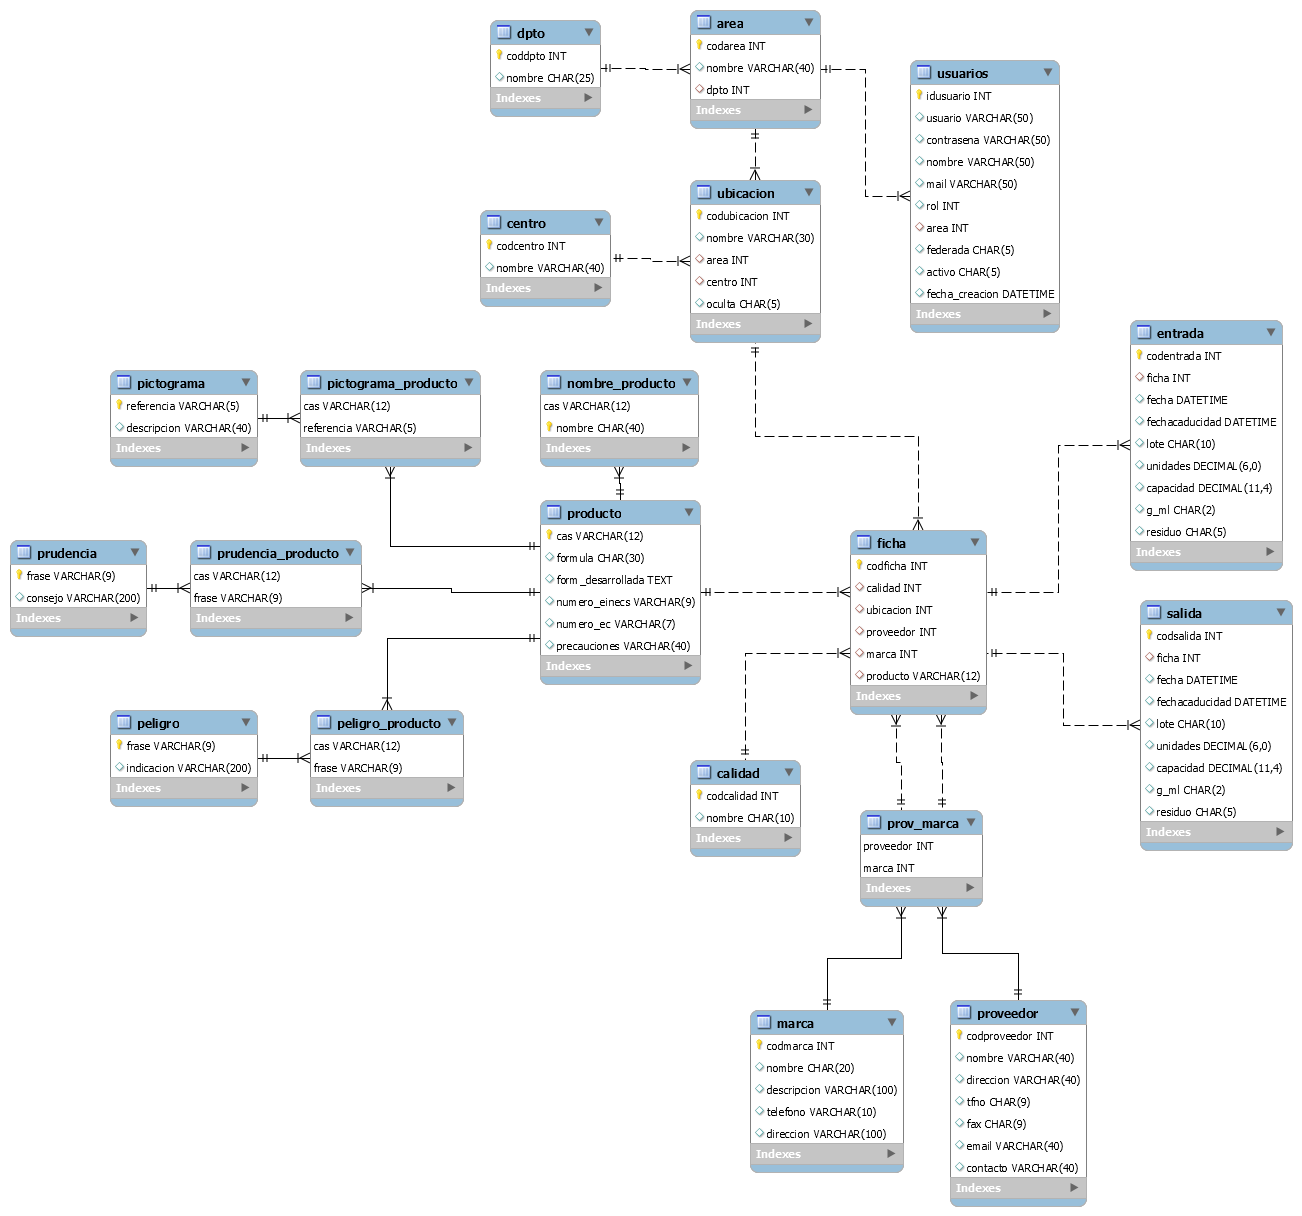 dpto
coddpto INT
nombre CHAR(25)
Indexes
area
codarea INT
nombre VARCHAR(40)
dpto INT
Indexes
usuarios
idusuario INT
usuario VARCHAR(50)
contrasena VARCHAR(50)
nombre VARCHAR(50)
mail VARCHAR(50)
rol INT
area INT
federada CHAR(5)
activo CHAR(5)
fecha_creacion DATETIME
Indexes
centro
codcentro INT
nombre VARCHAR(40)
Indexes
ubicacion
codubicacion INT
nombre VARCHAR(30)
area INT
centro INT
oculta CHAR(5)
Indexes
entrada
codentrada INT
ficha INT
fecha DATETIME
fechacaducidad DATETIME
lote CHAR(10)
unidades DECIMAL(6,0)
capacidad DECIMAL(11,4)
g_ml CHAR(2)
residuo CHAR(5)
Indexes
pictograma
referencia VARCHAR(5)
descripcion VARCHAR(40)
Indexes
pictograma_producto
cas VARCHAR(12)
referencia VARCHAR(5)
Indexes
nombre_producto
cas VARCHAR(12)
nombre CHAR(40)
Indexes
prudencia
frase VARCHAR(9)
consejo VARCHAR(200)
Indexes
prudencia_producto
cas VARCHAR(12)
frase VARCHAR(9)
Indexes
producto
cas VARCHAR(12)
formula CHAR(30)
form_desarrollada TEXT
numero_einecs VARCHAR(9)
numero_ec VARCHAR(7)
precauciones VARCHAR(40)
Indexes
ficha
codficha INT
calidad INT
ubicacion INT
proveedor INT
marca INT
producto VARCHAR(12)
Indexes
salida
codsalida INT
ficha INT
fecha DATETIME
fechacaducidad DATETIME
lote CHAR(10)
unidades DECIMAL(6,0)
capacidad DECIMAL(11,4)
g_ml CHAR(2)
residuo CHAR(5)
Indexes
peligro
frase VARCHAR(9)
indicacion VARCHAR(200)
Indexes
peligro_producto
cas VARCHAR(12)
frase VARCHAR(9)
Indexes
calidad
codcalidad INT
nombre CHAR(10)
Indexes
prov_marca
proveedor INT
marca INT
Indexes
marca
codmarca INT
nombre CHAR(20)
descripcion VARCHAR(100)
telefono VARCHAR(10)
direccion VARCHAR(100)
Indexes
proveedor
codproveedor INT
nombre VARCHAR(40)
direccion VARCHAR(40)
tfno CHAR(9)
fax CHAR(9)
email VARCHAR(40)
contacto VARCHAR(40)
Indexes